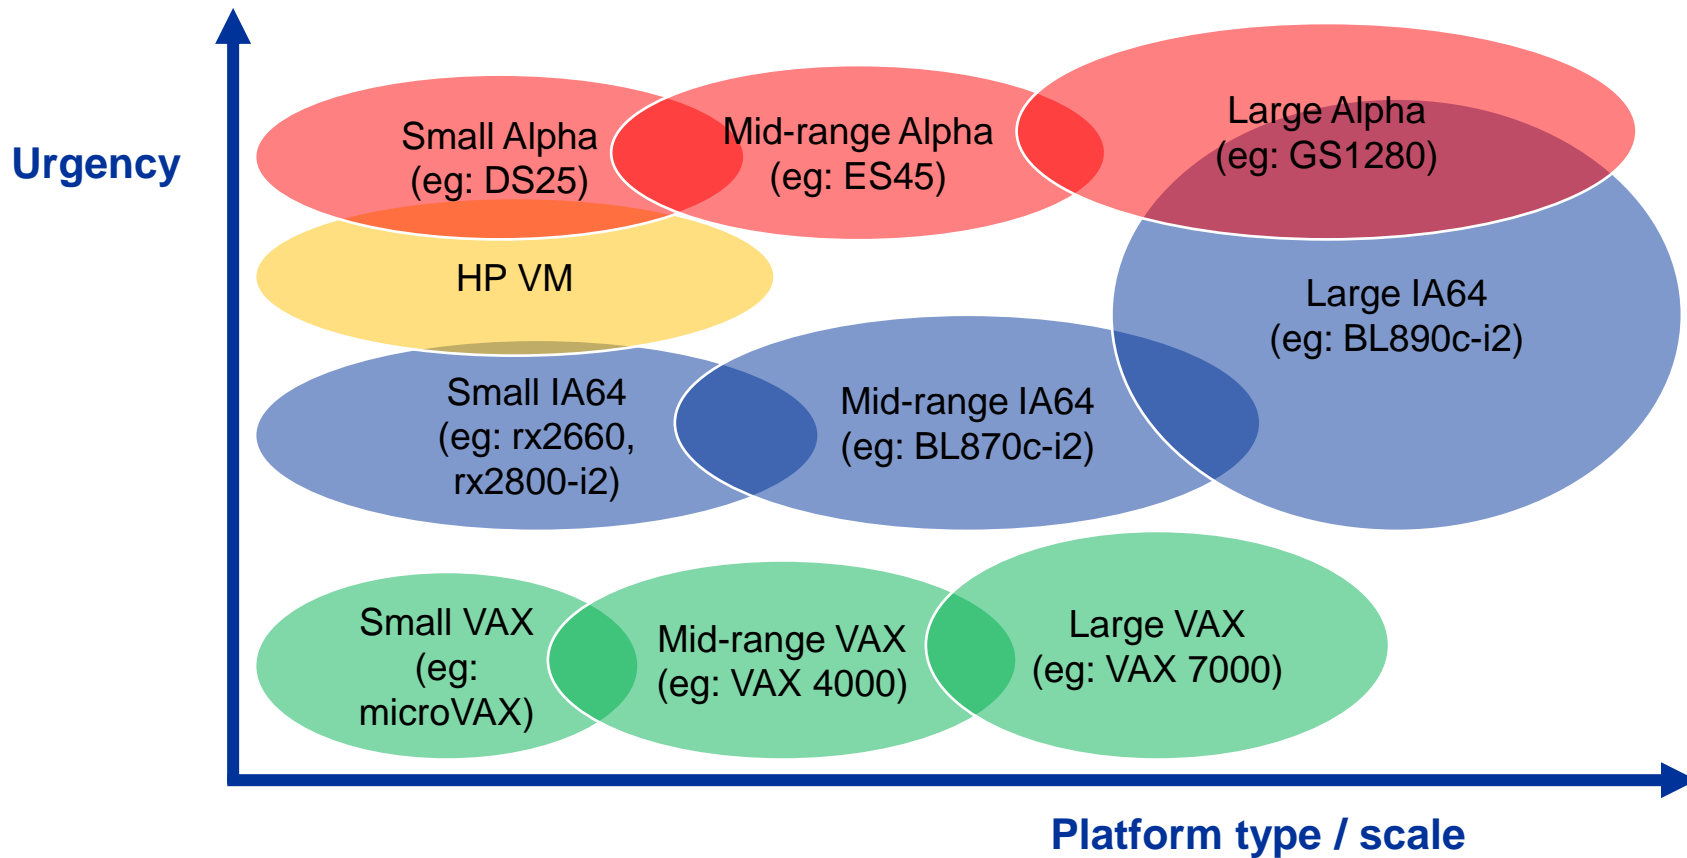 Urgency
Small Alpha
(eg: DS25)
Mid-range Alpha
(eg: ES45)
Large Alpha
(eg: GS1280)
HP VM
Large IA64
(eg: BL890c-i2)
Small IA64
(eg: rx2660,
rx2800-i2)
Mid-range IA64
(eg: BL870c-i2)
Small VAX
(eg:
microVAX)
Mid-range VAX
(eg: VAX 4000)
Large VAX
(eg: VAX 7000)
Platform type / scale